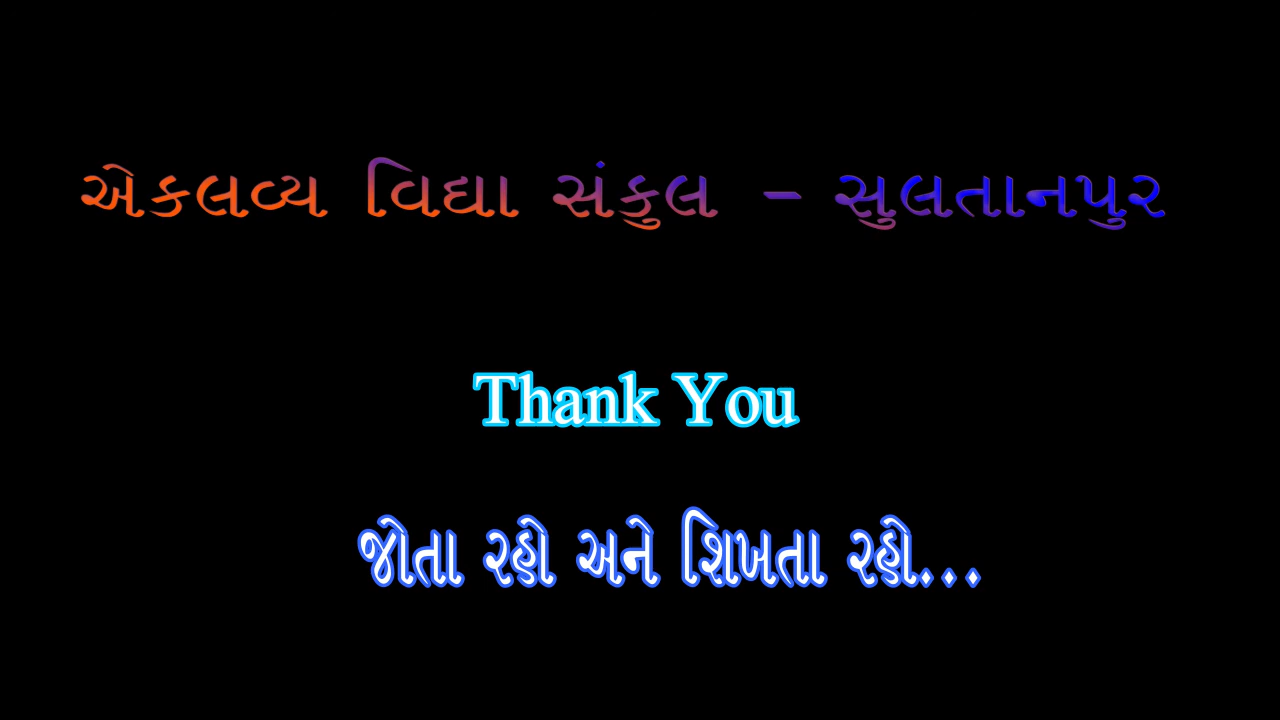 એકલવ્ય વિદ્યા સંકુલ - સુલતાનપુર
Thank You
જોતા રહો અને શિખતા રહો...